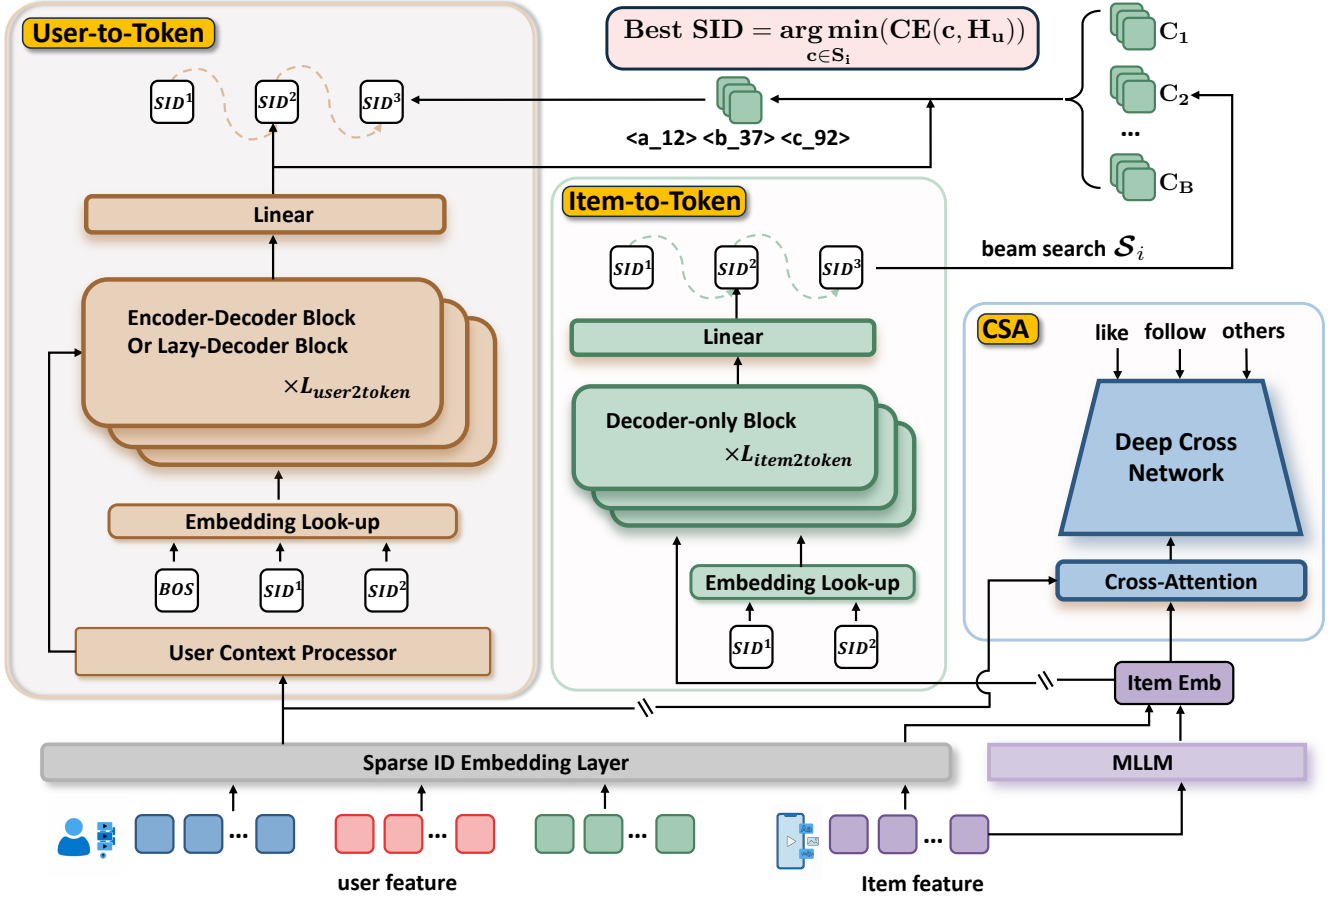 User-to-Token
Best SID = arg min(CE(c, H_u))
c∈S_i
C_1
C_2
...
C_B
SID^1
SID^2
SID^3
<a_12> <b_37> <c_92>
Linear
Encoder-Decoder Block
Or Lazy-Decoder Block
×L_user2token
Embedding Look-up
BOS
SID^1
SID^2
User Context Processor
Item-to-Token
SID^1
SID^2
SID^3
beam search S_i
Linear
Decoder-only Block
×L_item2token
Embedding Look-up
SID^1
SID^2
CSA
like
follow
others
Deep Cross
Network
Cross-Attention
Item Emb
Sparse ID Embedding Layer
MLLM
...
...
...
...
user feature
Item feature